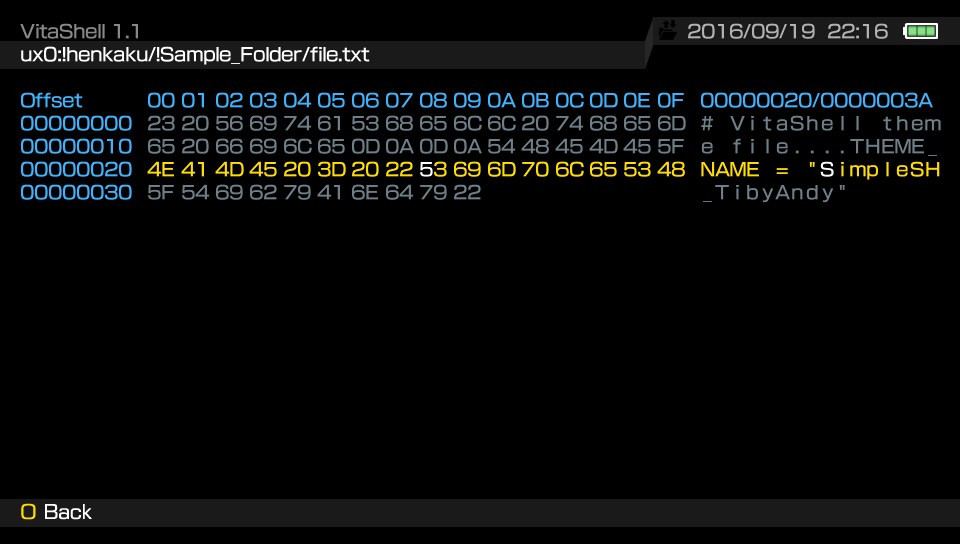 VitaShell 1.1
2016/09/19 22:16
ux0:!henkaku/!Sample_Folder/file.txt
Offset 00 01 02 03 04 05 06 07 08 09 0A 0B 0C 0D 0E 0F 00000020/0000003A
00000000 23 20 56 69 74 61 53 68 65 6C 6C 20 74 68 65 6D # VitaShell them
00000010 65 20 66 69 6C 65 0D 0A 0D 0A 54 48 45 4D 45 5F e file....THEME_
00000020 4E 41 4D 45 20 3D 20 22 53 69 6D 70 6C 65 53 48 NAME = "SimpleSH
00000030 5F 54 69 62 79 41 6E 64 79 22 _TibyAndy"
O Back